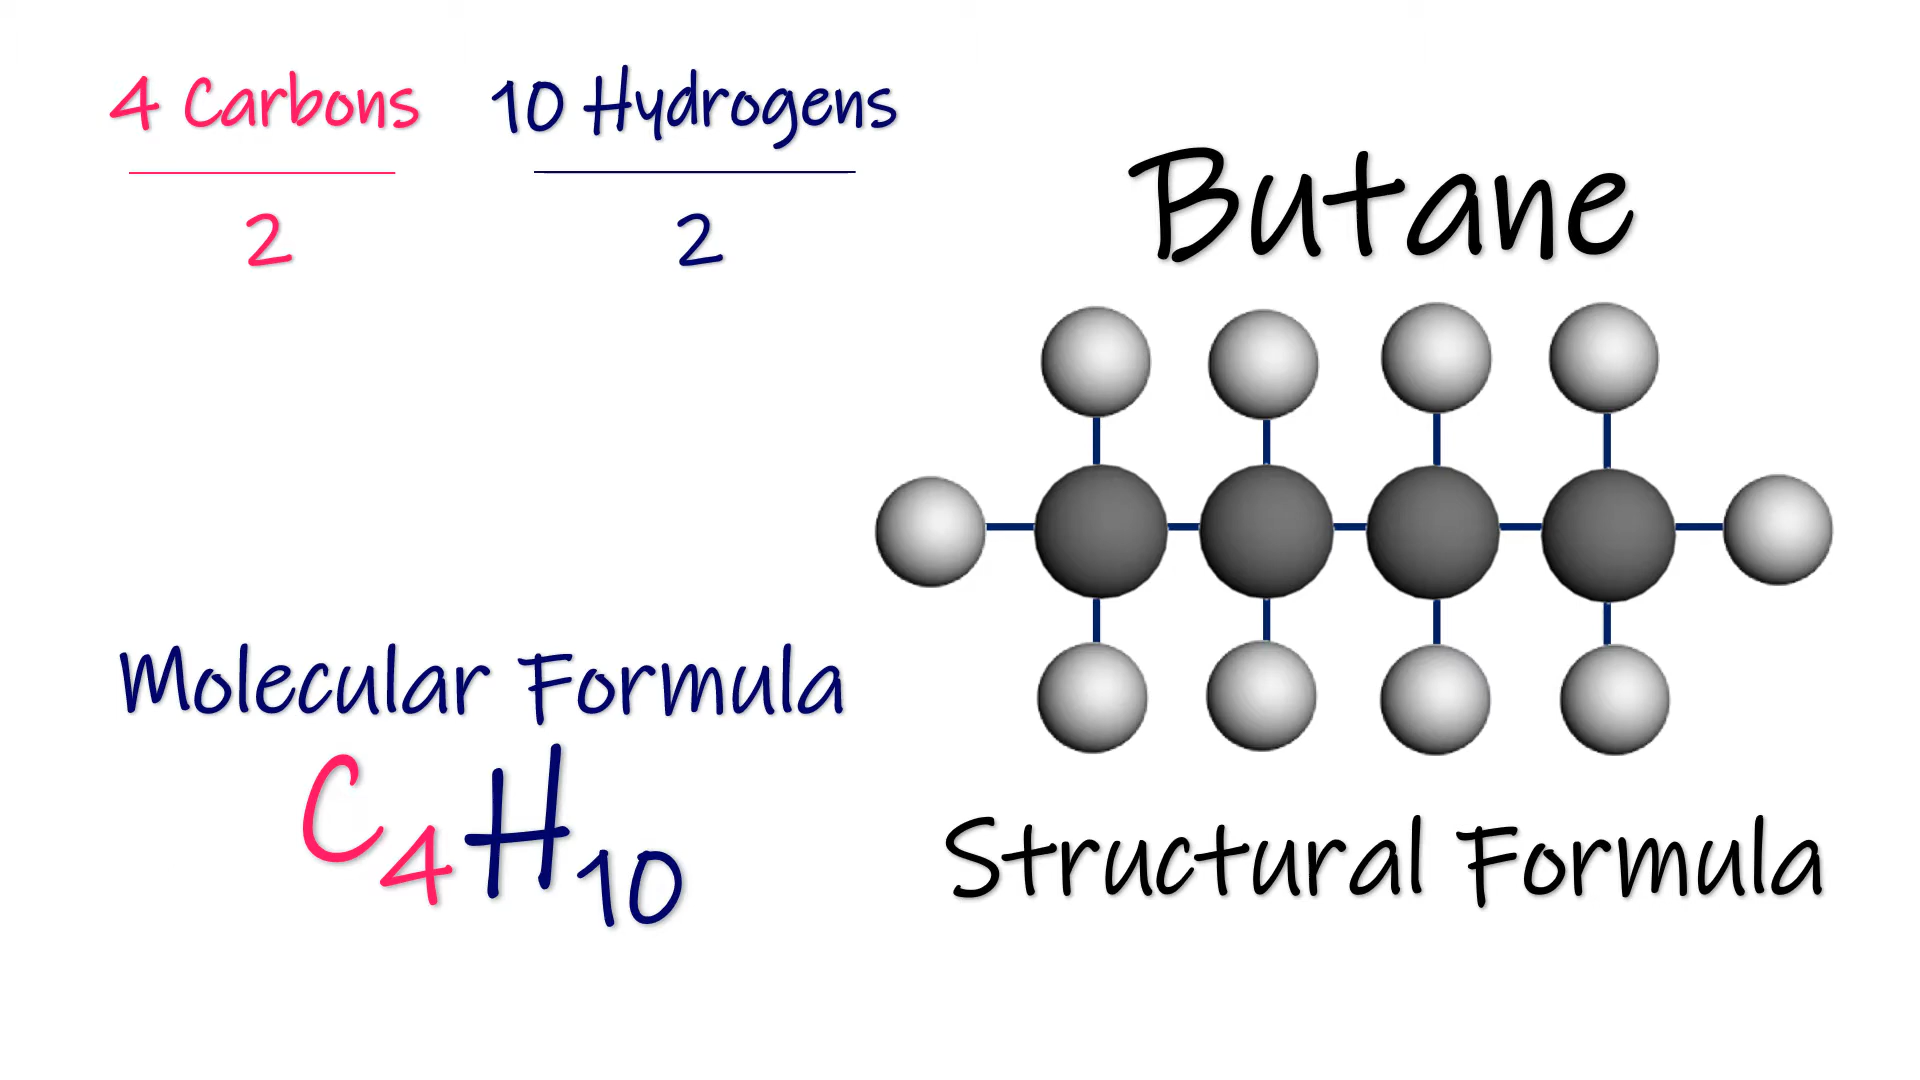 4 Carbons
2
10 Hydrogens
2
Butane
Molecular Formula
C₄H₁₀
Structural Formula